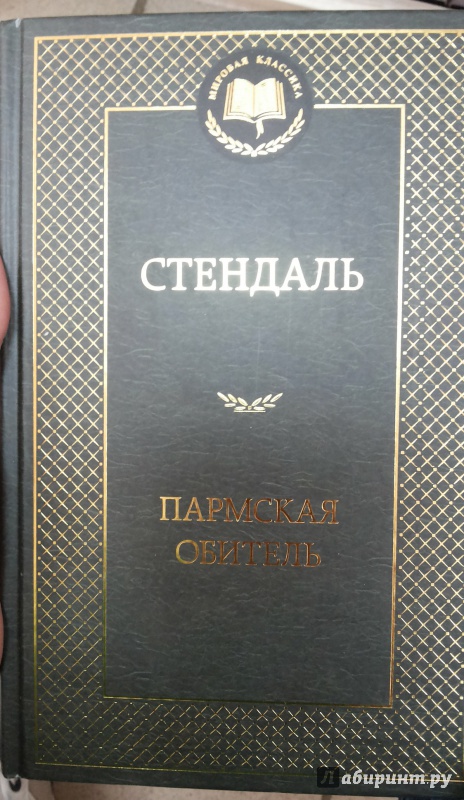 МИРОВАЯ КЛАССИКА
СТЕНДАЛЬ
ПАРМСКАЯ
ОБИТЕЛЬ
Лабиринт.ру